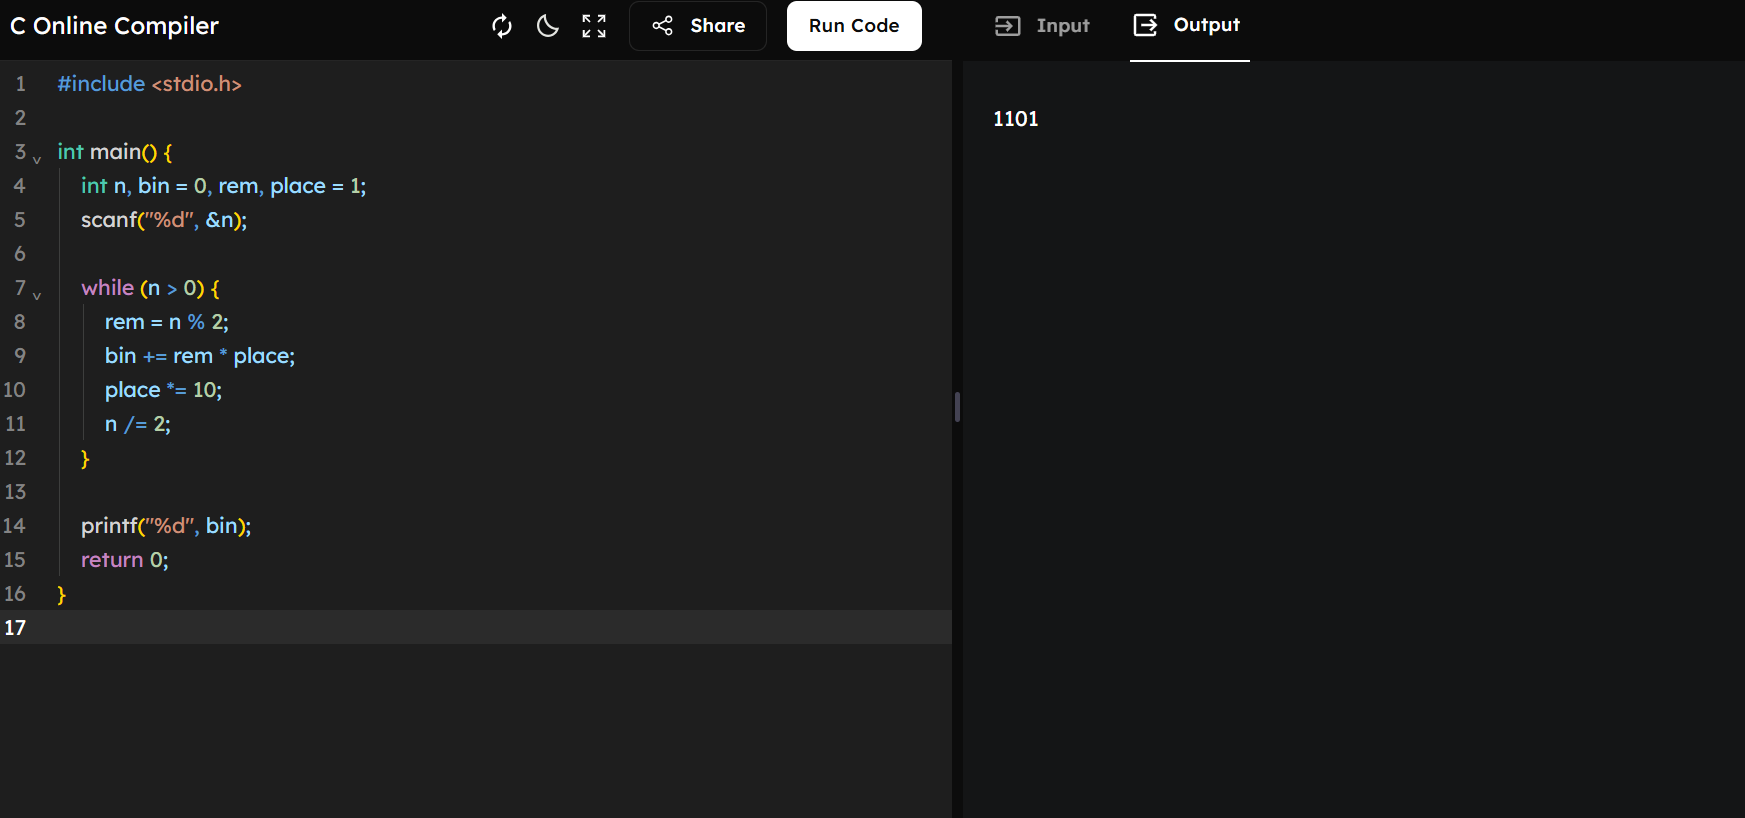 C Online Compiler
Share
Run Code
Input
Output
1 #include <stdio.h>
2
3 int main() {
4 int n, bin = 0, rem, place = 1;
5 scanf("%d", &n);
6
7 while (n > 0) {
8 rem = n % 2;
9 bin += rem * place;
10 place *= 10;
11 n /= 2;
12 }
13
14 printf("%d", bin);
15 return 0;
16 }
17
1101